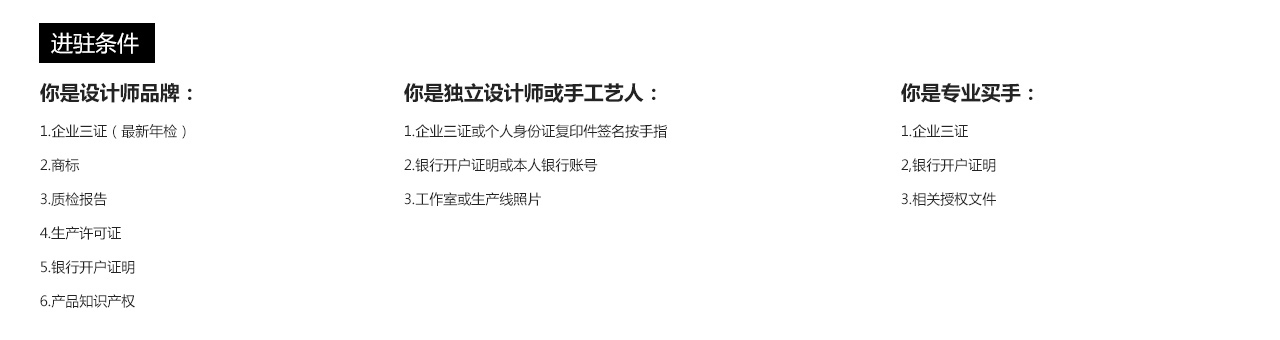 进驻条件
你是设计师品牌：
1.企业三证（最新年检）
2.商标
3.质检报告
4.生产许可证
5.银行开户证明
6.产品知识产权
你是独立设计师或手工艺人：
1.企业三证或个人身份证复印件签名按手指
2.银行开户证明或本人银行账号
3.工作室或生产线照片
你是专业买手：
1.企业三证
2,银行开户证明
3.相关授权文件